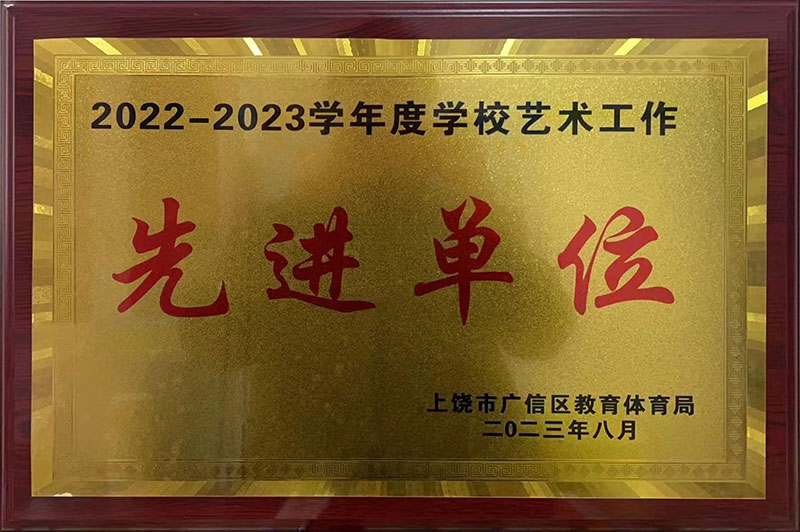 2022-2023学年度学校艺术工作
先进单位
上饶市广信区教育体育局
二0二三年八月